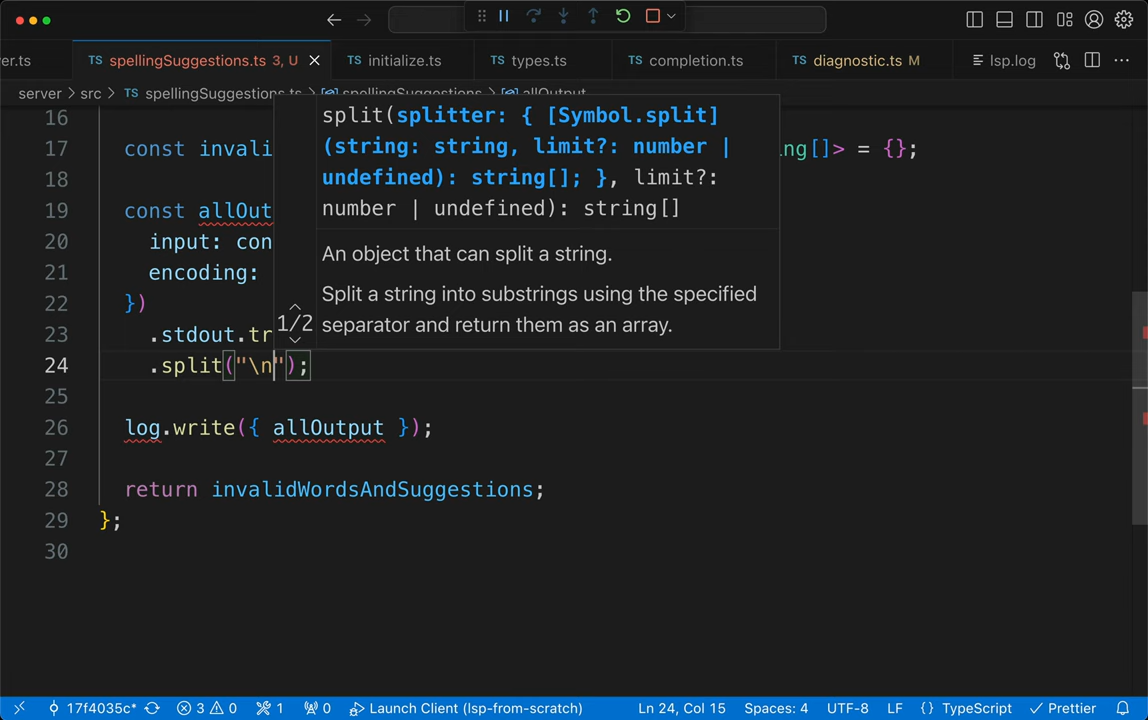 er.ts TS spellingSuggestions.ts 3, U TS initialize.ts TS types.ts TS completion.ts TS diagnostic.ts M lsp.log
server > src > TS spellingSuggestions.ts > spellingSuggestions > allOutput
split(splitter: { [Symbol.split]
(string: string, limit?: number |
undefined): string[]; }, limit?:
number | undefined): string[]
An object that can split a string.
Split a string into substrings using the specified
separator and return them as an array.
1/2
16
17 const invali ng[]> = {};
18
19 const allOut
20 input: con
21 encoding:
22 })
23 .stdout.tr
24 .split("\n");
25
26 log.write({ allOutput });
27
28 return invalidWordsAndSuggestions;
29 };
30
17f4035c* 3 0 1 0 Launch Client (lsp-from-scratch) Ln 24, Col 15 Spaces: 4 UTF-8 LF {} TypeScript Prettier